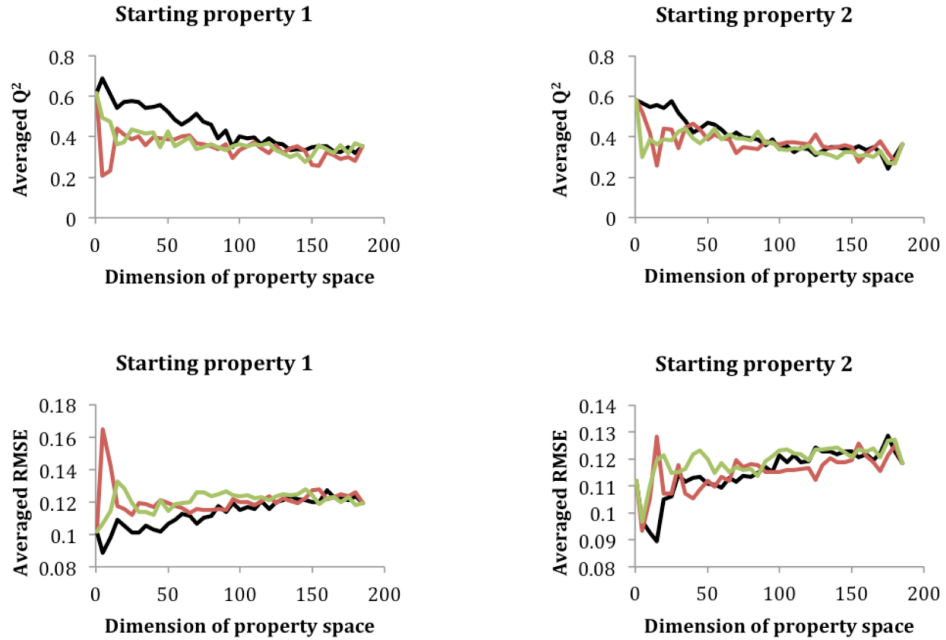 Starting property 1
Averaged Q²
0.8
0.6
0.4
0.2
0
0 50 100 150 200
Dimension of property space
Starting property 2
Averaged Q²
0.8
0.6
0.4
0.2
0
0 50 100 150 200
Dimension of property space
Starting property 1
Averaged RMSE
0.18
0.16
0.14
0.12
0.1
0.08
0 50 100 150 200
Dimension of property space
Starting property 2
Averaged RMSE
0.14
0.13
0.12
0.11
0.1
0.09
0.08
0 50 100 150 200
Dimension of property space